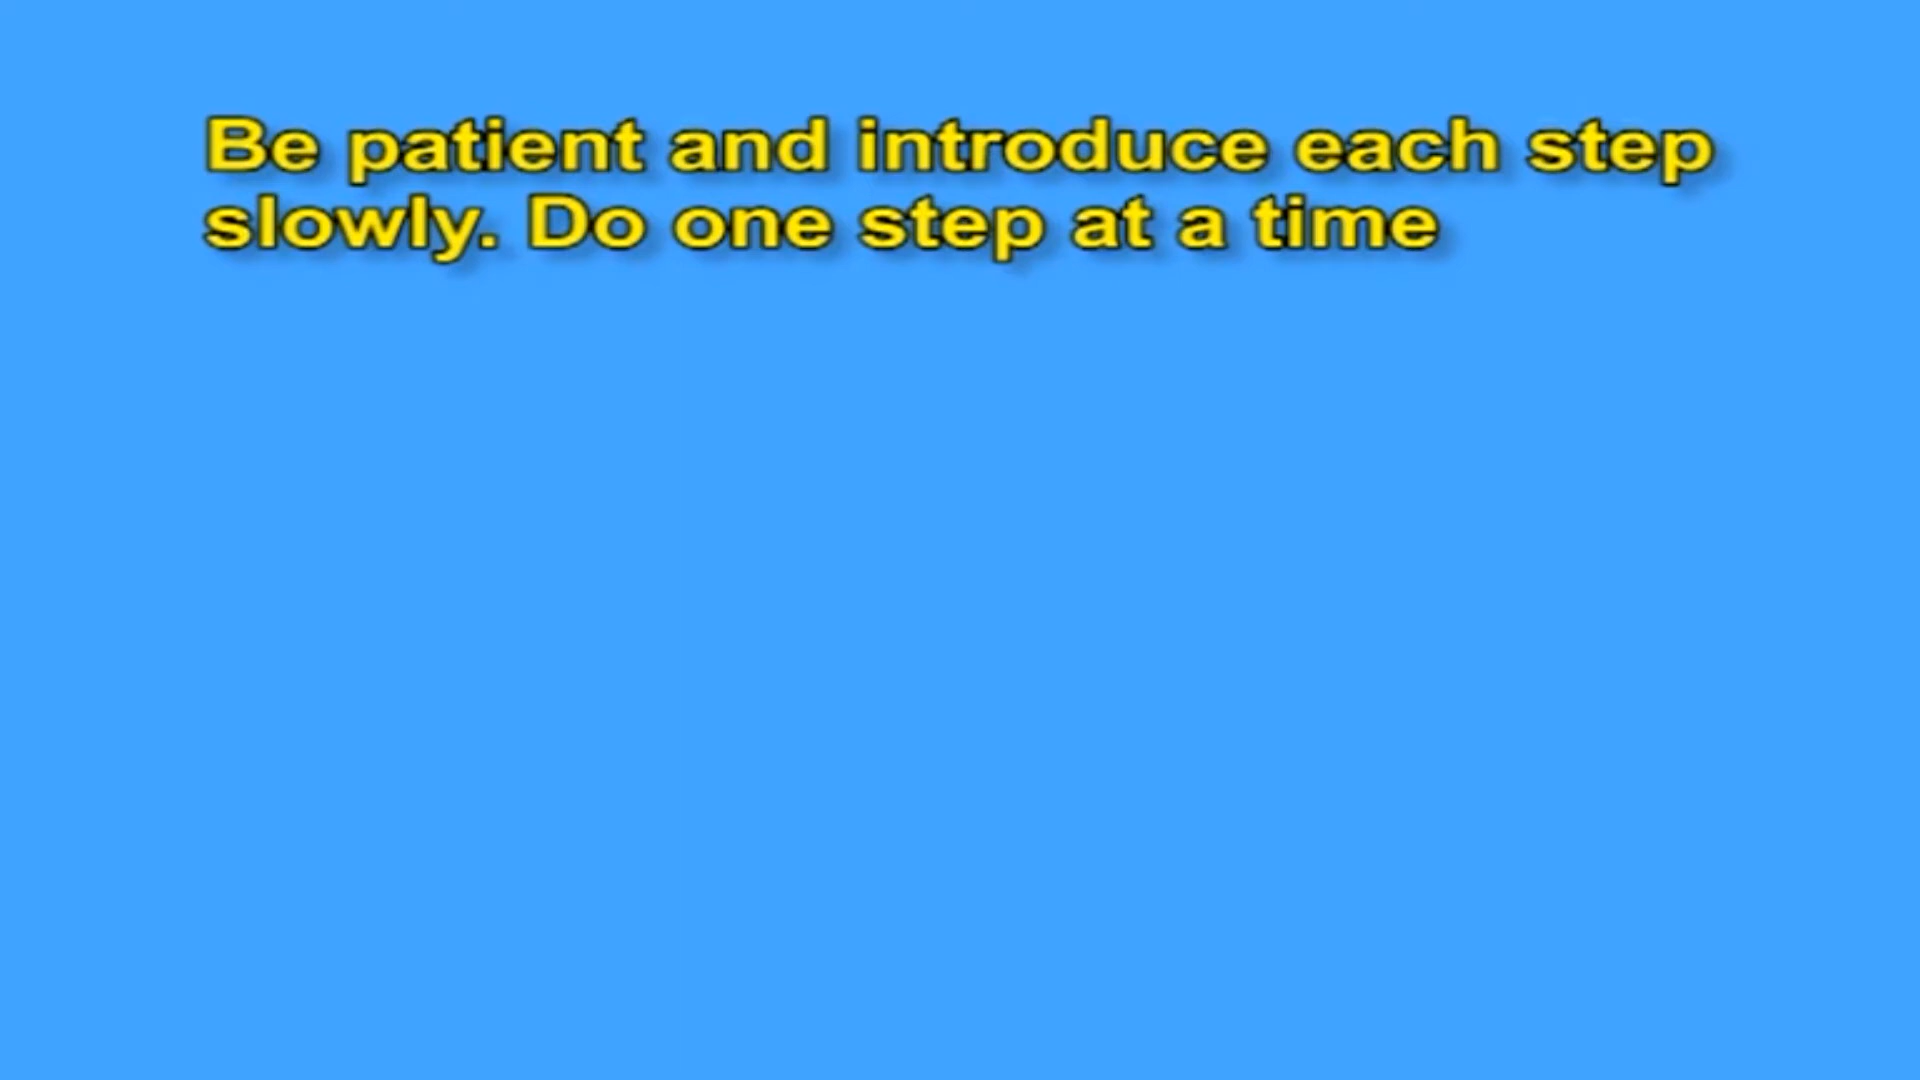 Be patient and introduce each step
slowly. Do one step at a time